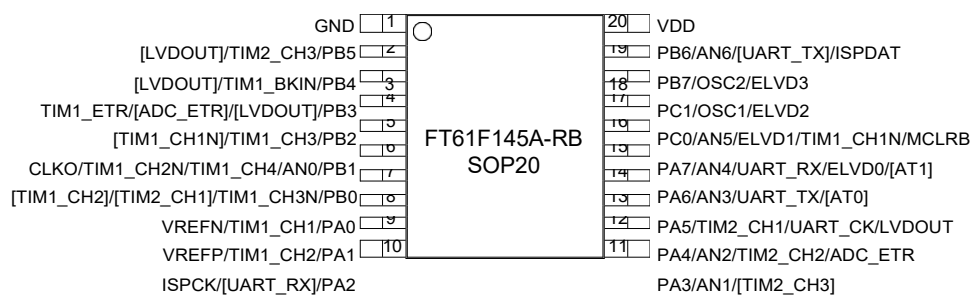 GND 1 20 VDD
[LVDOUT]/TIM2_CH3/PB5 2 19 PB6/AN6/[UART_TX]/ISPDAT
[LVDOUT]/TIM1_BKIN/PB4 3 18 PB7/OSC2/ELVD3
TIM1_ETR/[ADC_ETR]/[LVDOUT]/PB3 4 17 PC1/OSC1/ELVD2
[TIM1_CH1N]/TIM1_CH3/PB2 5 FT61F145A-RB 16 PC0/AN5/ELVD1/TIM1_CH1N/MCLRB
CLKO/TIM1_CH2N/TIM1_CH4/AN0/PB1 6 SOP20 15 PA7/AN4/UART_RX/ELVD0/[AT1]
[TIM1_CH2]/[TIM2_CH1]/TIM1_CH3N/PB0 7 14 PA6/AN3/UART_TX/[AT0]
VREFN/TIM1_CH1/PA0 8 13 PA5/TIM2_CH1/UART_CK/LVDOUT
VREFP/TIM1_CH2/PA1 9 12 PA4/AN2/TIM2_CH2/ADC_ETR
ISPCK/[UART_RX]/PA2 10 11 PA3/AN1/[TIM2_CH3]